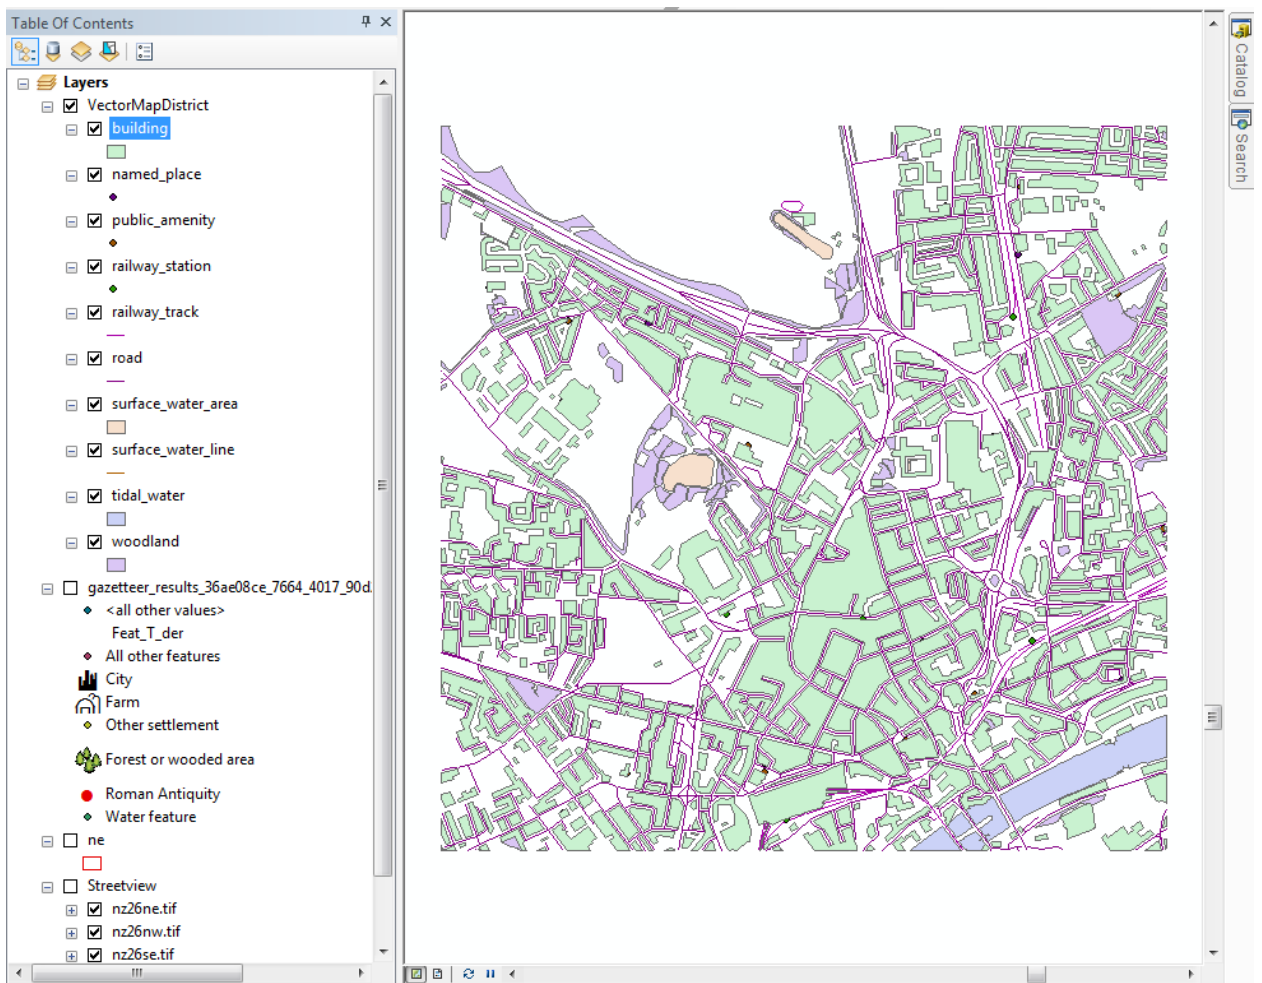 Table Of Contents
Layers
VectorMapDistrict
building
named_place
public_amenity
railway_station
railway_track
road
surface_water_area
surface_water_line
tidal_water
woodland
gazetteer_results_36ae08ce_7664_4017_90d
<all other values>
Feat_T_der
All other features
City
Farm
Other settlement
Forest or wooded area
Roman Antiquity
Water feature
ne
Streetview
nz26ne.tif
nz26nw.tif
nz26se.tif
Catalog
Search